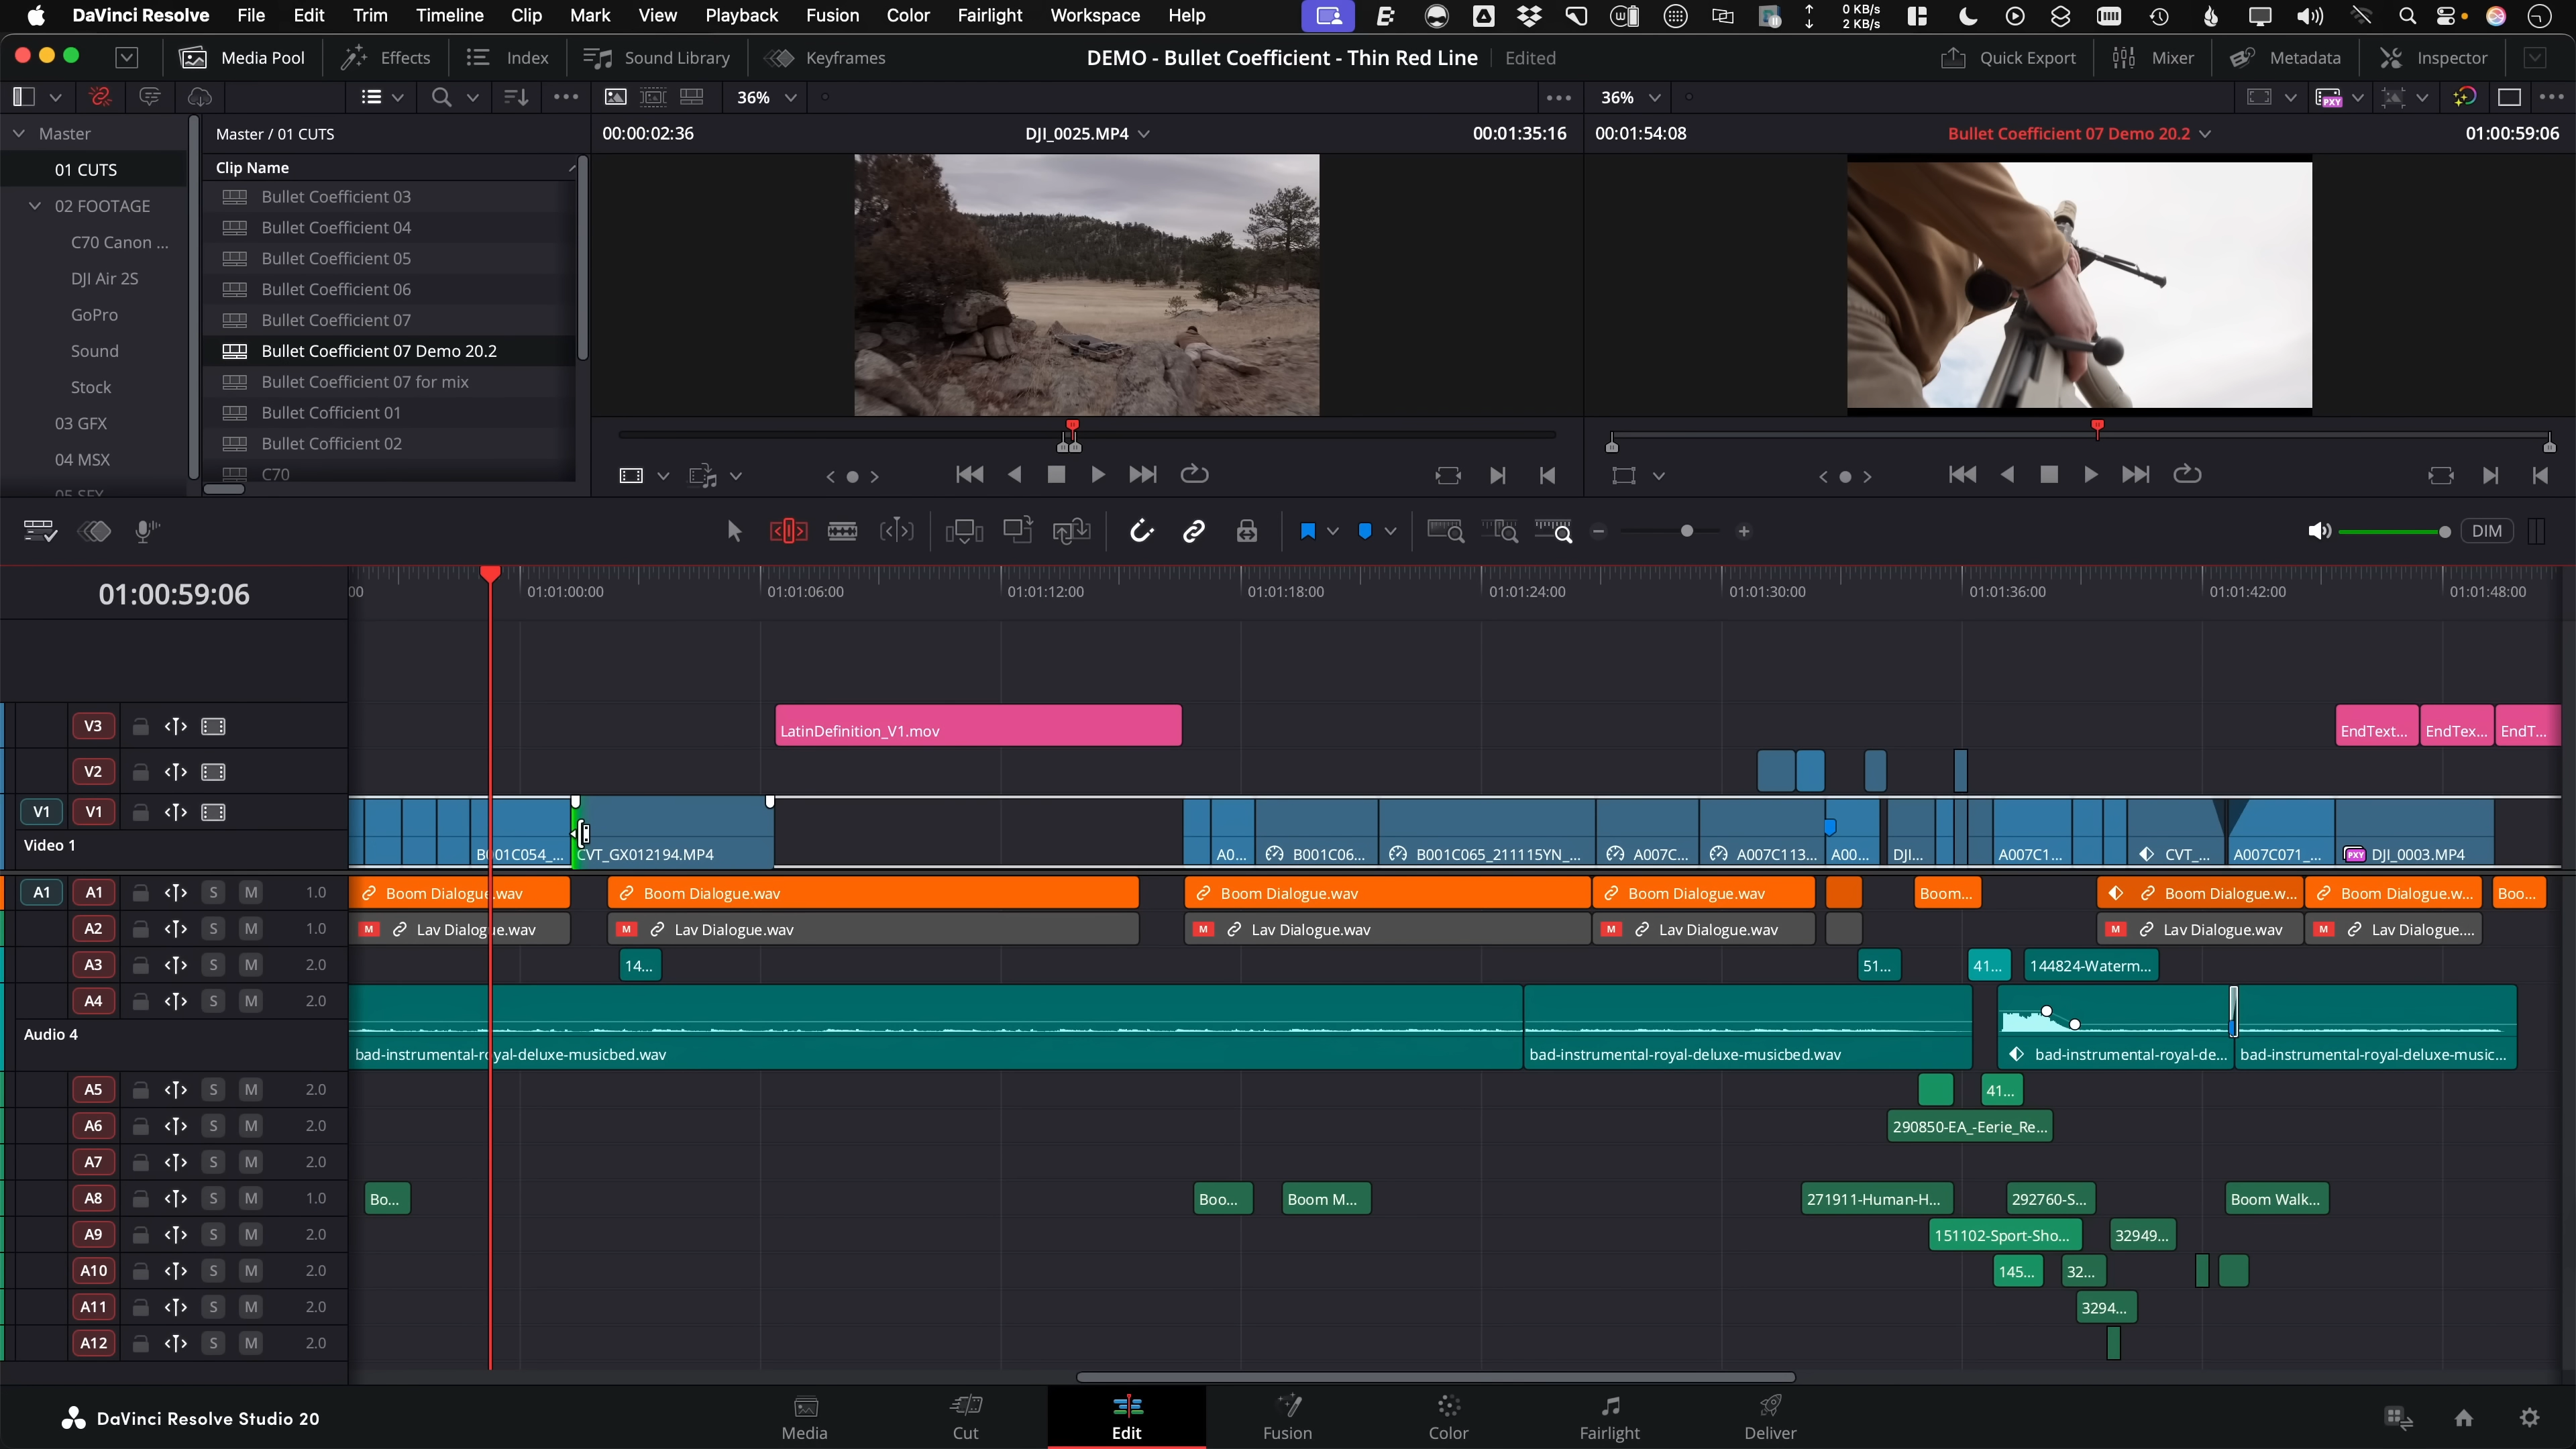 DaVinci Resolve File Edit Trim Timeline Clip Mark View Playback Fusion Color Fairlight Workspace Help 0 KB/s
2 KB/s
Media Pool Effects Index Sound Library Keyframes DEMO - Bullet Coefficient - Thin Red Line Edited Quick Export Mixer Metadata Inspector
36% 36% PXY
Master
Master / 01 CUTS
00:00:02:36 DJI_0025.MP4 00:01:35:16 00:01:54:08 Bullet Coefficient 07 Demo 20.2 01:00:59:06
01 CUTS
02 FOOTAGE
C70 Canon ...
DJI Air 2S
GoPro
Sound
Stock
03 GFX
04 MSX
05 SFX
Clip Name
Bullet Coefficient 03
Bullet Coefficient 04
Bullet Coefficient 05
Bullet Coefficient 06
Bullet Coefficient 07
Bullet Coefficient 07 Demo 20.2
Bullet Coefficient 07 for mix
Bullet Cofficient 01
Bullet Cofficient 02
C70
DIM
01:00:59:06
00 01:01:00:00 01:01:06:00 01:01:12:00 01:01:18:00 01:01:24:00 01:01:30:00 01:01:36:00 01:01:42:00 01:01:48:00
V3 LatinDefinition_V1.mov EndText... EndTex... EndT...
V2
V1 V1
Video 1 B001C054_... CVT_GX012194.MP4 A0... B001C06... B001C065_211115YN_... A007C... A007C113... A00... DJI... A007C1... CVT_... A007C071_... PXY DJI_0003.MP4
A1 A1 S M 1.0 Boom Dialogue.wav Boom Dialogue.wav Boom Dialogue.wav Boom Dialogue.wav Boom... Boom Dialogue.w... Boom Dialogue.w... Boo...
A2 S M 1.0 M Lav Dialogue.wav M Lav Dialogue.wav M Lav Dialogue.wav M Lav Dialogue.wav M Lav Dialogue.wav M Lav Dialogue....
A3 S M 2.0 14... 51... 41... 144824-Waterm...
A4 S M 2.0
Audio 4
bad-instrumental-royal-deluxe-musicbed.wav bad-instrumental-royal-deluxe-musicbed.wav bad-instrumental-royal-de... bad-instrumental-royal-deluxe-music...
A5 S M 2.0 41...
A6 S M 2.0 290850-EA_-Eerie_Re...
A7 S M 2.0
A8 S M 1.0 Bo... Boo... Boom M... 271911-Human-H... 292760-S... Boom Walk...
A9 S M 2.0 151102-Sport-Sho... 32949...
A10 S M 2.0 145... 32...
A11 S M 2.0 3294...
A12 S M 2.0
DaVinci Resolve Studio 20 Media Cut Edit Fusion Color Fairlight Deliver